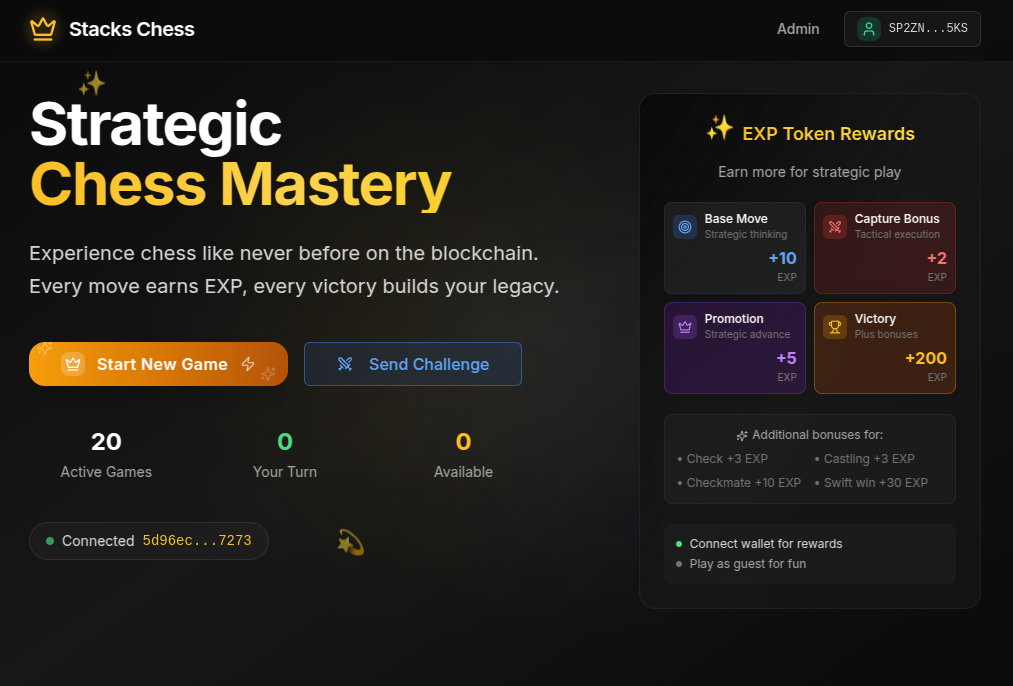 Stacks Chess
Admin
SP2ZN...5KS
Strategic
Chess Mastery
Experience chess like never before on the blockchain.
Every move earns EXP, every victory builds your legacy.
Start New Game
Send Challenge
20
Active Games
0
Your Turn
0
Available
Connected 5d96ec...7273
EXP Token Rewards
Earn more for strategic play
Base Move
Strategic thinking
+10
EXP
Capture Bonus
Tactical execution
+2
EXP
Promotion
Strategic advance
+5
EXP
Victory
Plus bonuses
+200
EXP
Additional bonuses for:
• Check +3 EXP
• Castling +3 EXP
• Checkmate +10 EXP
• Swift win +30 EXP
Connect wallet for rewards
Play as guest for fun